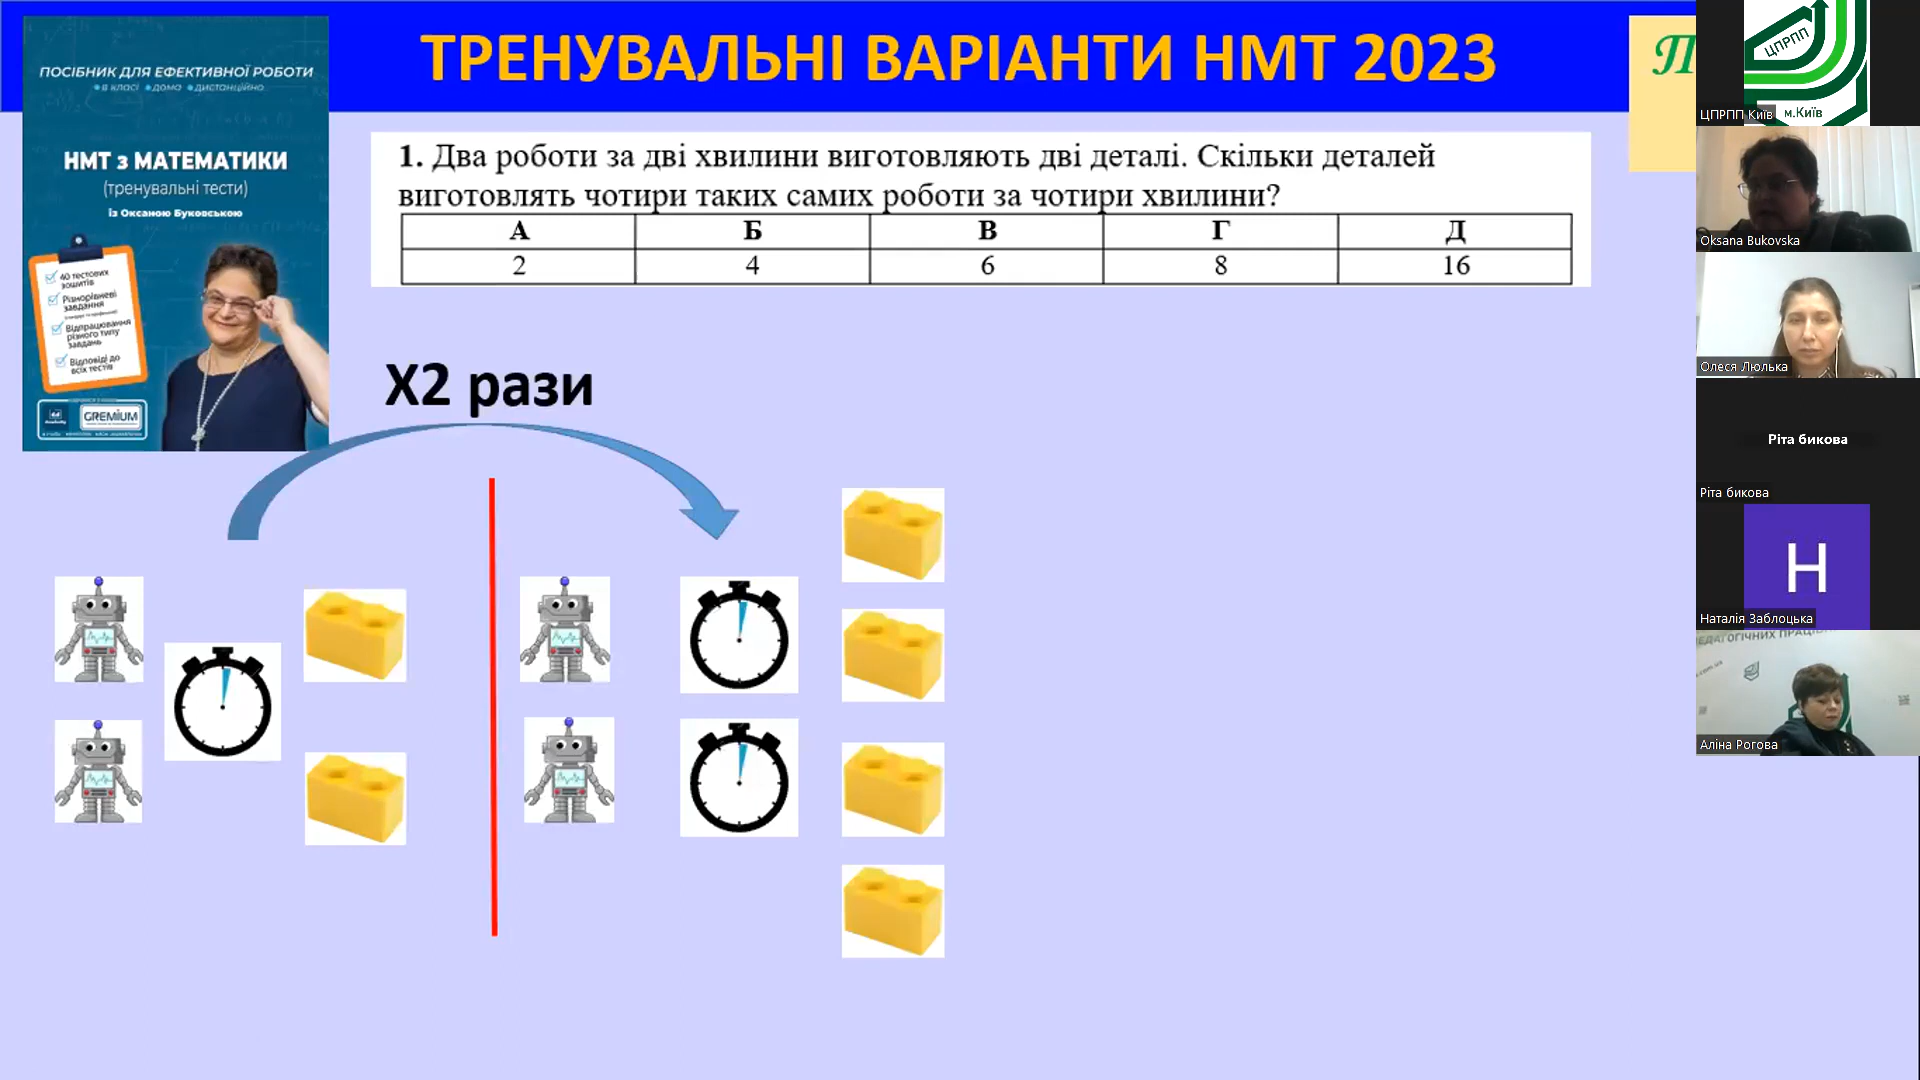 ПОСІБНИК ДЛЯ ЕФЕКТИВНОЇ РОБОТИ
в класі дома дистанційно
НМТ з МАТЕМАТИКИ
(тренувальні тести)
із Оксаною Буковською
40 тестових
зошитів
Різнорівневі
завдання
Відпрацювання
різного типу
завдань
Відповіді до
всіх тестів
GREMIUM
ТРЕНУВАЛЬНІ ВАРІАНТИ НМТ 2023
П
1. Два роботи за дві хвилини виготовляють дві деталі. Скільки деталей
виготовлять чотири таких самих роботи за чотири хвилини?
А Б В Г Д
2 4 6 8 16
Х2 рази
ЦПРПП
м.Київ
ЦПРПП Київ
Oksana Bukovska
Олеся Люлька
Ріта бикова
Ріта бикова
Н
Наталія Заблоцька
Аліна Рогова